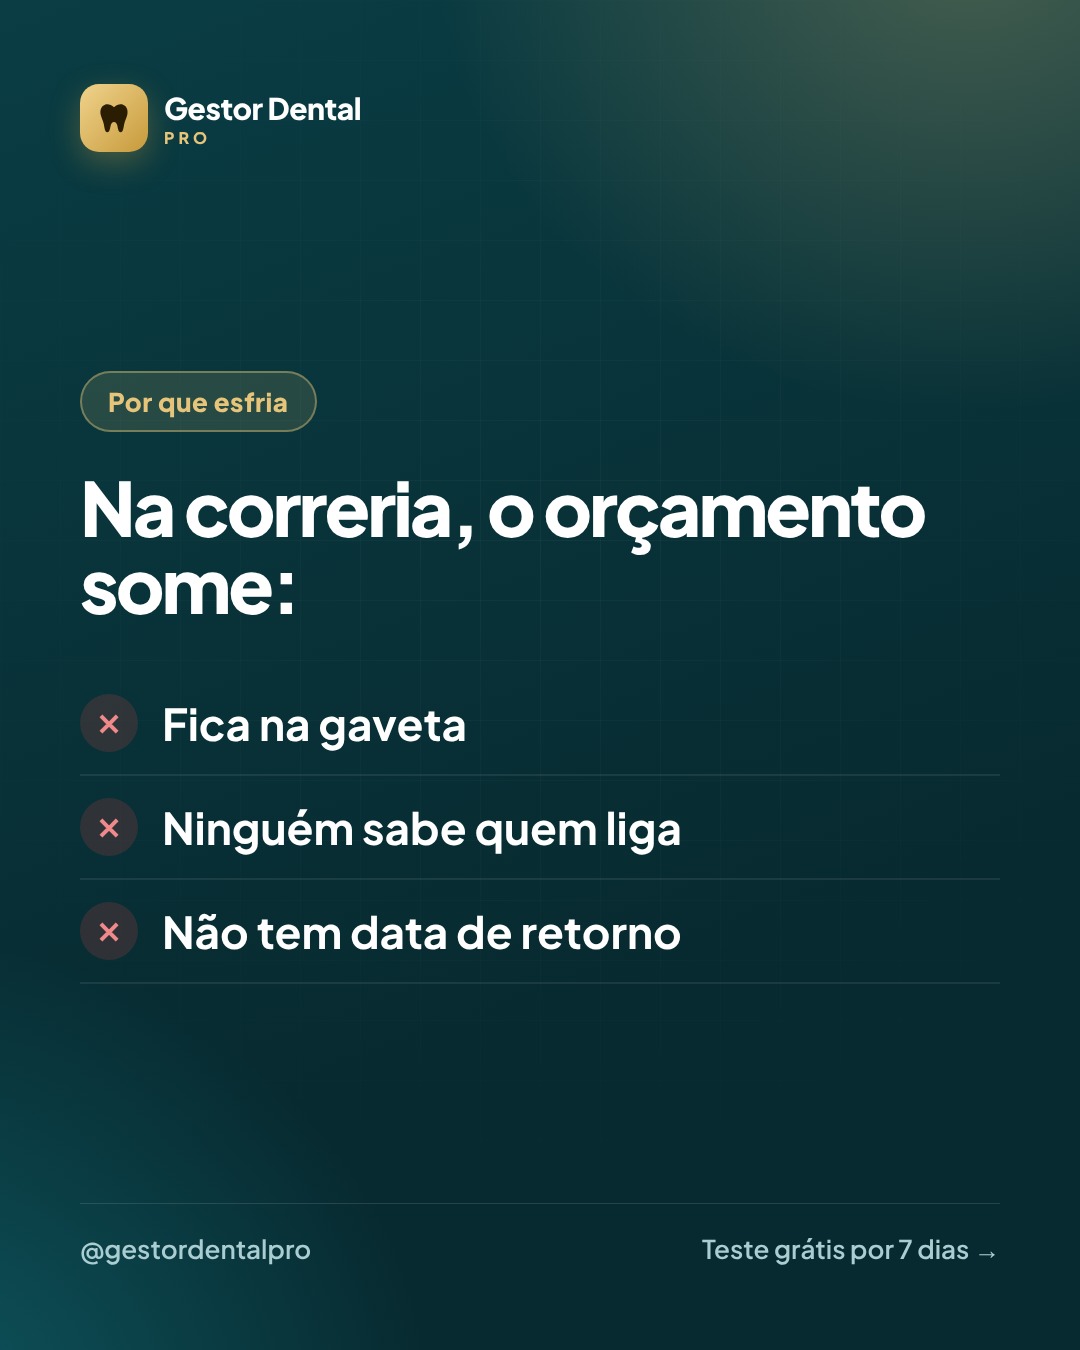 Gestor Dental
PRO
Por que esfria
Na correria, o orçamento
some:
Fica na gaveta
Ninguém sabe quem liga
Não tem data de retorno
@gestordentalpro
Teste grátis por 7 dias →